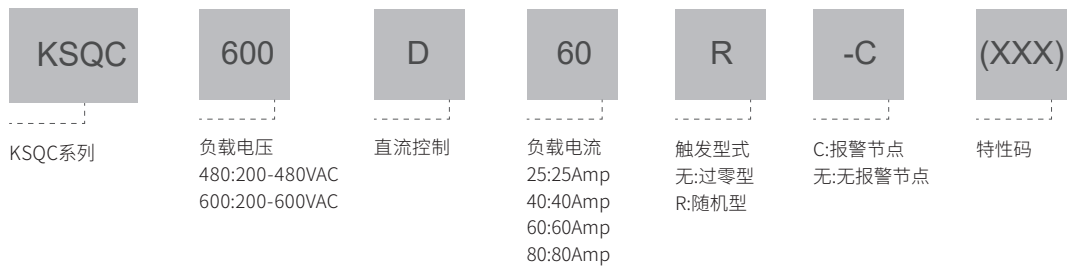 KSQC
600
D
60
R
-C
(XXX)
KSQC系列
负载电压
480:200-480VAC
600:200-600VAC
直流控制
负载电流
25:25Amp
40:40Amp
60:60Amp
80:80Amp
触发型式
无:过零型
R:随机型
C:报警节点
无:无报警节点
特性码